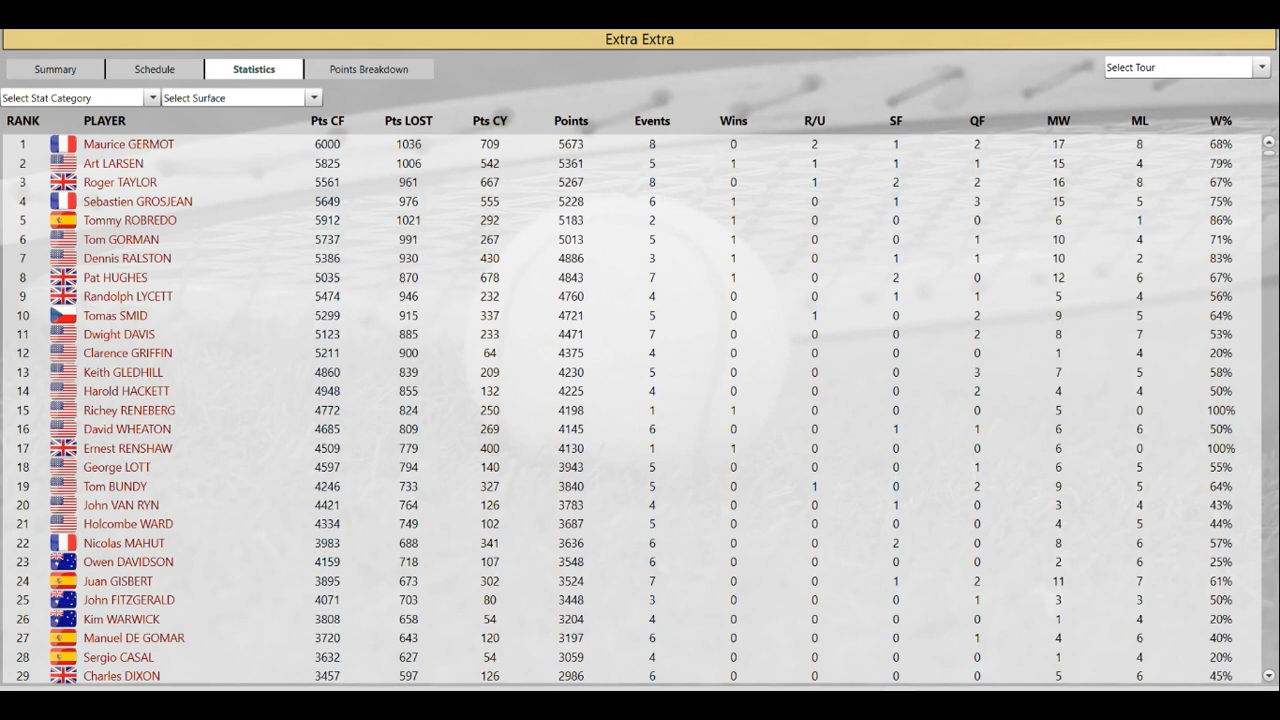 Extra Extra
Summary Schedule Statistics Points Breakdown Select Tour
Select Stat Category Select Surface
RANK PLAYER Pts CF Pts LOST Pts CY Points Events Wins R/U SF QF MW ML W%
1 Maurice GERMOT 6000 1036 709 5673 8 0 2 1 2 17 8 68%
2 Art LARSEN 5825 1006 542 5361 5 1 1 1 1 15 4 79%
3 Roger TAYLOR 5561 961 667 5267 8 0 1 2 2 16 8 67%
4 Sebastien GROSJEAN 5649 976 555 5228 6 1 0 1 3 15 5 75%
5 Tommy ROBREDO 5912 1021 292 5183 2 1 0 0 0 6 1 86%
6 Tom GORMAN 5737 991 267 5013 5 1 0 0 1 10 4 71%
7 Dennis RALSTON 5386 930 430 4886 3 1 0 1 1 10 2 83%
8 Pat HUGHES 5035 870 678 4843 7 1 0 2 0 12 6 67%
9 Randolph LYCETT 5474 946 232 4760 4 0 0 1 1 5 4 56%
10 Tomas SMID 5299 915 337 4721 5 0 1 0 2 9 5 64%
11 Dwight DAVIS 5123 885 233 4471 7 0 0 0 2 8 7 53%
12 Clarence GRIFFIN 5211 900 64 4375 4 0 0 0 0 1 4 20%
13 Keith GLEDHILL 4860 839 209 4230 5 0 0 0 3 7 5 58%
14 Harold HACKETT 4948 855 132 4225 4 0 0 0 2 4 4 50%
15 Richey RENEBERG 4772 824 250 4198 1 1 0 0 0 5 0 100%
16 David WHEATON 4685 809 269 4145 6 0 0 1 1 6 6 50%
17 Ernest RENSHAW 4509 779 400 4130 1 1 0 0 0 6 0 100%
18 George LOTT 4597 794 140 3943 5 0 0 0 1 6 5 55%
19 Tom BUNDY 4246 733 327 3840 5 0 1 0 2 9 5 64%
20 John VAN RYN 4421 764 126 3783 4 0 0 1 0 3 4 43%
21 Holcombe WARD 4334 749 102 3687 5 0 0 0 0 4 5 44%
22 Nicolas MAHUT 3983 688 341 3636 6 0 0 2 0 8 6 57%
23 Owen DAVIDSON 4159 718 107 3548 6 0 0 0 0 2 6 25%
24 Juan GISBERT 3895 673 302 3524 7 0 0 1 2 11 7 61%
25 John FITZGERALD 4071 703 80 3448 3 0 0 0 1 3 3 50%
26 Kim WARWICK 3808 658 54 3204 4 0 0 0 0 1 4 20%
27 Manuel DE GOMAR 3720 643 120 3197 6 0 0 0 1 4 6 40%
28 Sergio CASAL 3632 627 54 3059 4 0 0 0 0 1 4 20%
29 Charles DIXON 3457 597 126 2986 6 0 0 0 0 5 6 45%